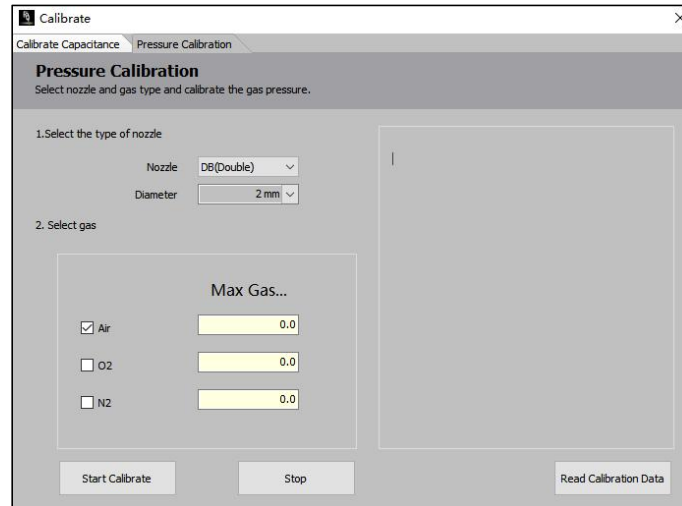 Calibrate
Calibrate Capacitance Pressure Calibration
Pressure Calibration
Select nozzle and gas type and calibrate the gas pressure.
1.Select the type of nozzle
Nozzle DB(Double)
Diameter 2 mm
2. Select gas
Max Gas...
Air 0.0
O2 0.0
N2 0.0
Start Calibrate Stop Read Calibration Data